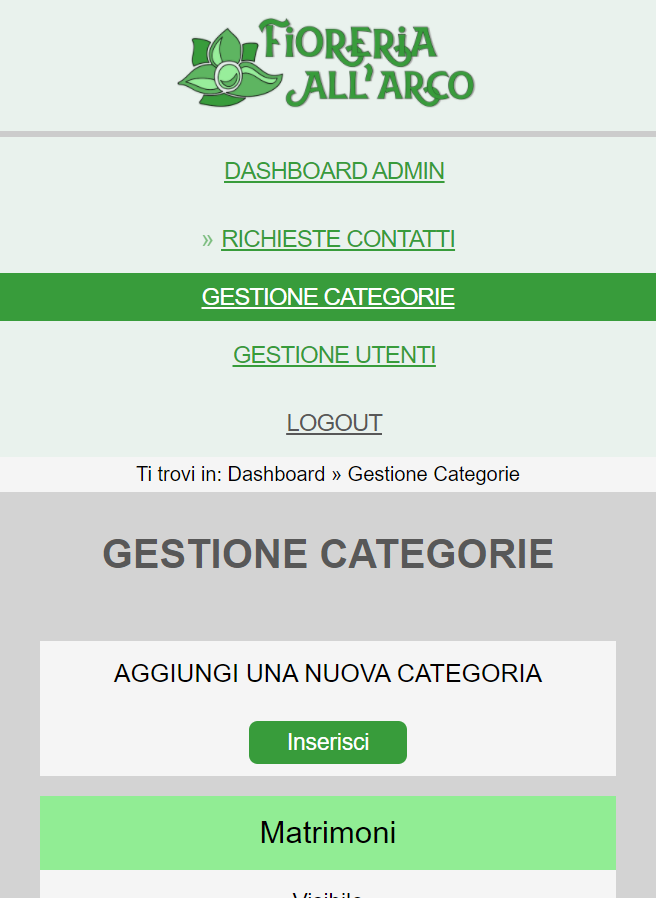 FiORERiA
ALL'ARCO
DASHBOARD ADMIN
» RICHIESTE CONTATTI
GESTIONE CATEGORIE
GESTIONE UTENTI
LOGOUT
Ti trovi in: Dashboard » Gestione Categorie
GESTIONE CATEGORIE
AGGIUNGI UNA NUOVA CATEGORIA
Inserisci
Matrimoni